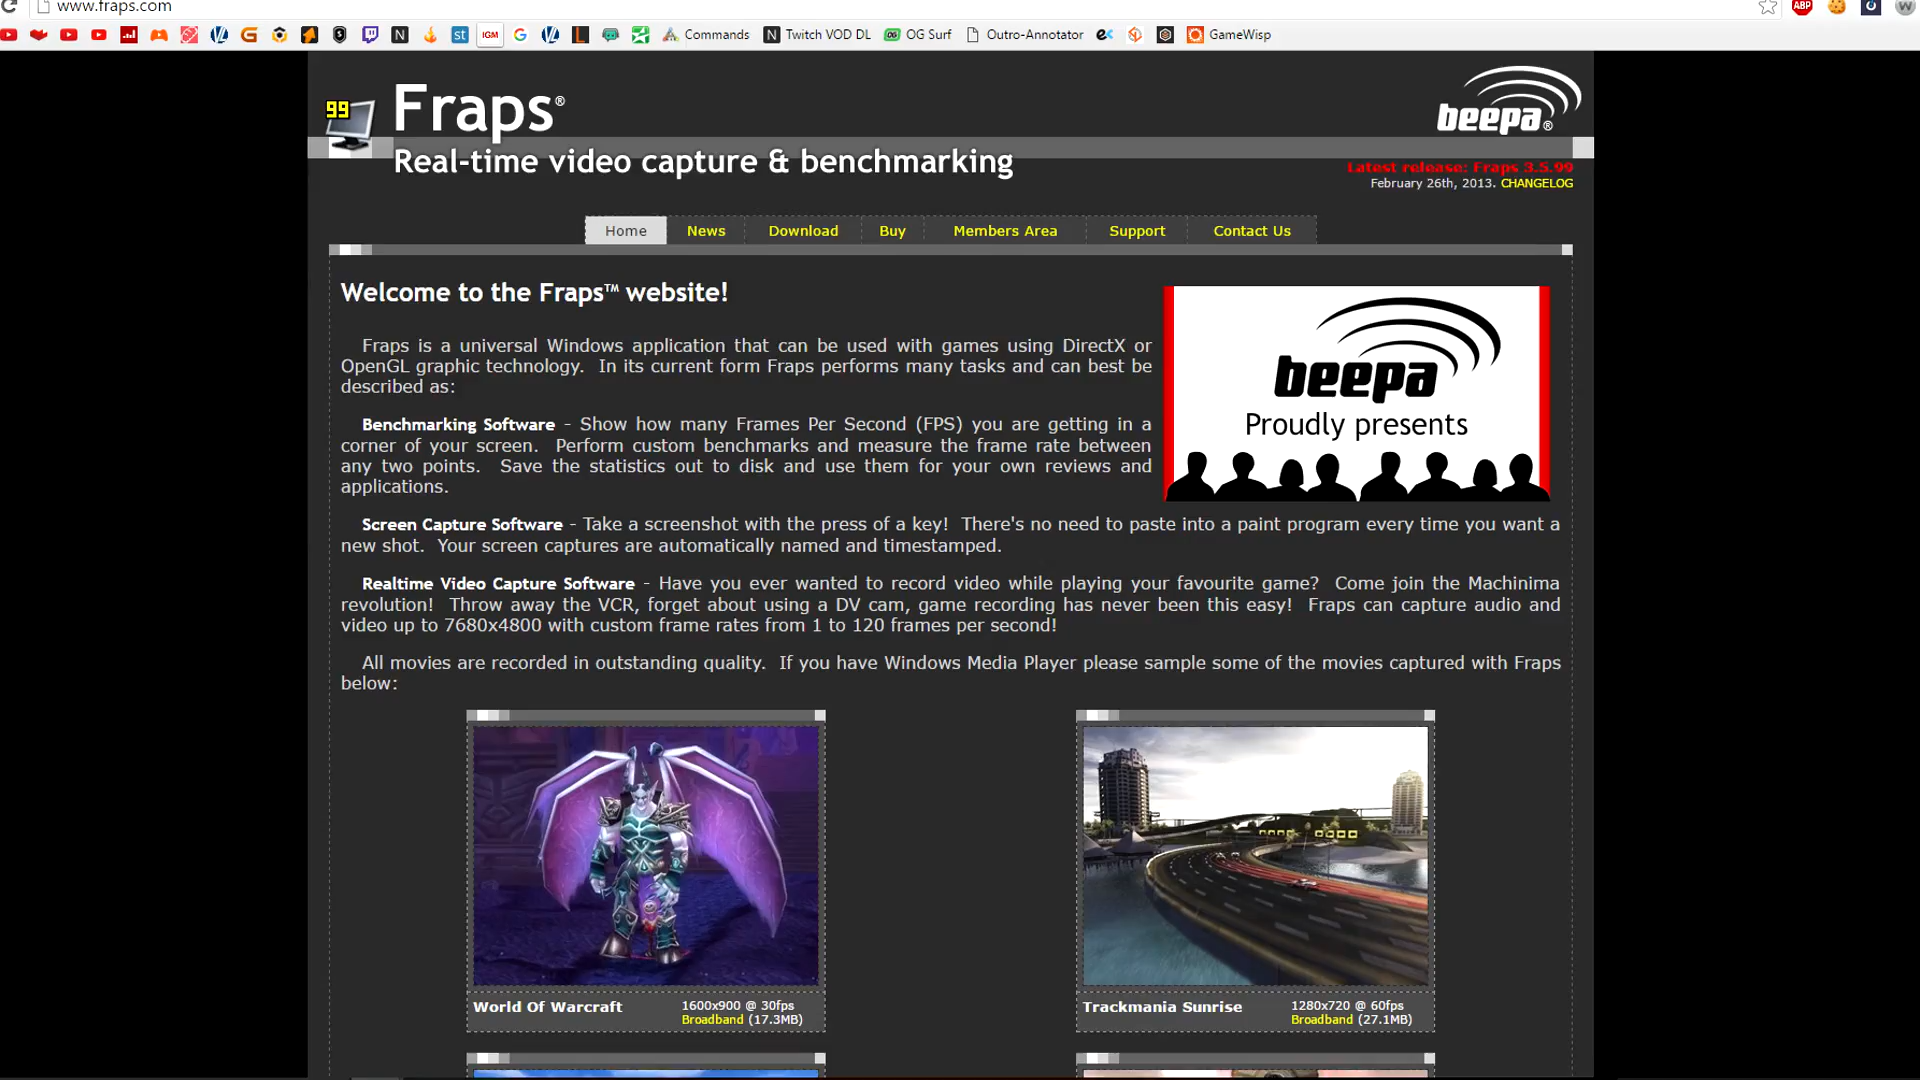 www.fraps.com
ABP
IGM
Commands
Twitch VOD DL
OG Surf
Outro-Annotator
GameWisp
99
Fraps®
beepa®
Real-time video capture & benchmarking
Latest release: Fraps 3.5.99
February 26th, 2013. CHANGELOG
Home
News
Download
Buy
Members Area
Support
Contact Us
Welcome to the Fraps™ website!
beepa
Proudly presents
Fraps is a universal Windows application that can be used with games using DirectX or
OpenGL graphic technology. In its current form Fraps performs many tasks and can best be
described as:
Benchmarking Software - Show how many Frames Per Second (FPS) you are getting in a
corner of your screen. Perform custom benchmarks and measure the frame rate between
any two points. Save the statistics out to disk and use them for your own reviews and
applications.
Screen Capture Software - Take a screenshot with the press of a key! There's no need to paste into a paint program every time you want a
new shot. Your screen captures are automatically named and timestamped.
Realtime Video Capture Software - Have you ever wanted to record video while playing your favourite game? Come join the Machinima
revolution! Throw away the VCR, forget about using a DV cam, game recording has never been this easy! Fraps can capture audio and
video up to 7680x4800 with custom frame rates from 1 to 120 frames per second!
All movies are recorded in outstanding quality. If you have Windows Media Player please sample some of the movies captured with Fraps
below:
World Of Warcraft
1600x900 @ 30fps
Broadband (17.3MB)
Trackmania Sunrise
1280x720 @ 60fps
Broadband (27.1MB)